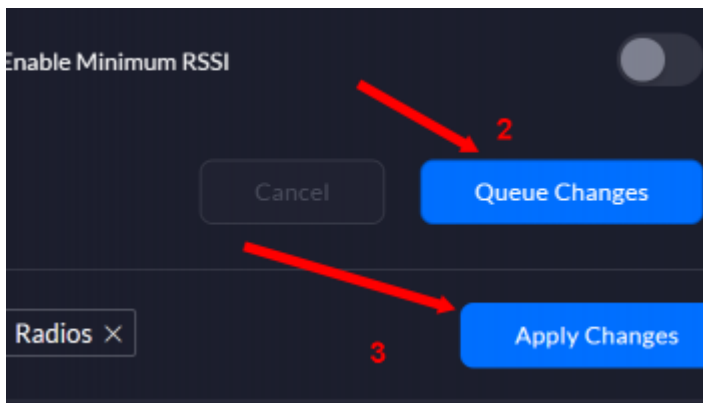 Enable Minimum RSSI
2
Cancel
Queue Changes
Radios ×
3
Apply Changes